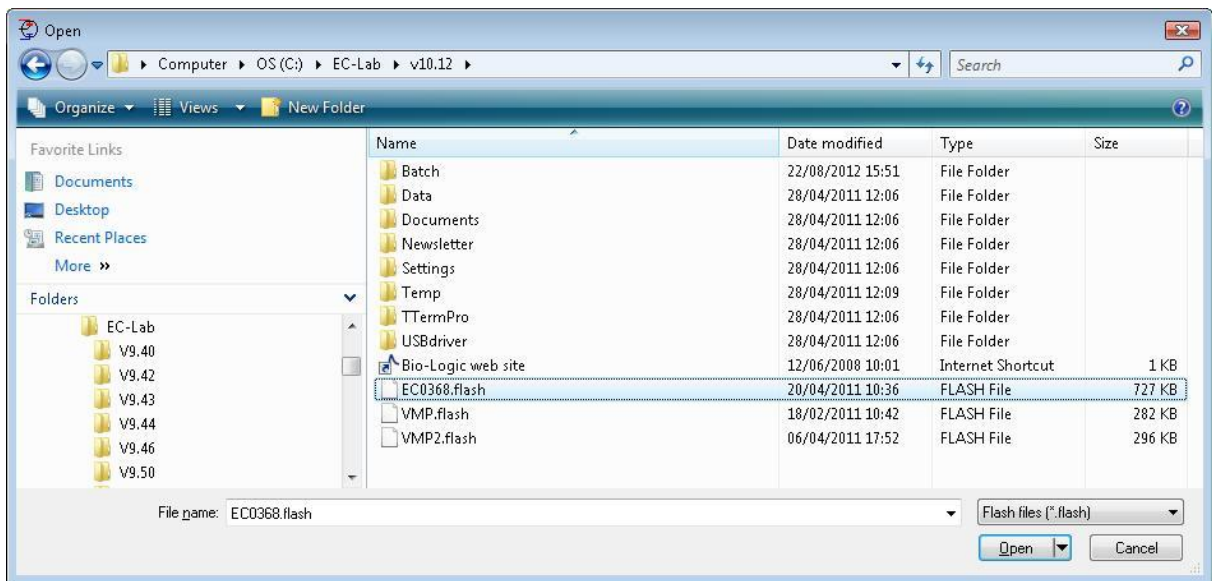 Open
Computer OS (C:) EC-Lab v10.12 Search
Organize Views New Folder
Favorite Links
Documents
Desktop
Recent Places
More »
Folders
EC-Lab
V9.40
V9.42
V9.43
V9.44
V9.46
V9.50
Name Date modified Type Size
Batch 22/08/2012 15:51 File Folder
Data 28/04/2011 12:06 File Folder
Documents 28/04/2011 12:06 File Folder
Newsletter 28/04/2011 12:06 File Folder
Settings 28/04/2011 12:06 File Folder
Temp 28/04/2011 12:09 File Folder
TTermPro 28/04/2011 12:06 File Folder
USBdriver 28/04/2011 12:06 File Folder
Bio-Logic web site 12/06/2008 10:01 Internet Shortcut 1 KB
EC0368.flash 20/04/2011 10:36 FLASH File 727 KB
VMP.flash 18/02/2011 10:42 FLASH File 282 KB
VMP2.flash 06/04/2011 17:52 FLASH File 296 KB
File name: EC0368.flash Flash files (*.flash)
Open Cancel